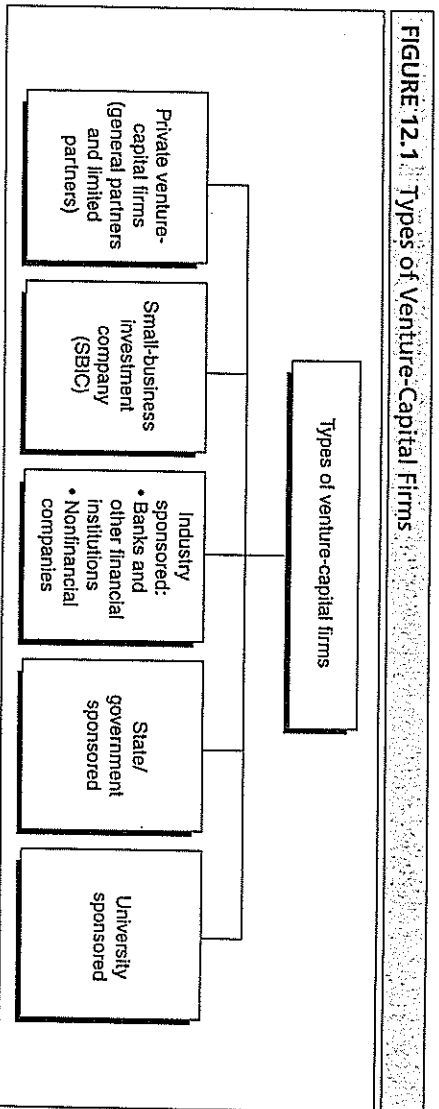 FIGURE 12.1 Types of Venture-Capital Firms
Types of venture-capital firms
Private venture-
capital firms
(general partners
and limited
partners)
Small-business
investment
company
(SBIC)
Industry
sponsored:
• Banks and
other financial
institutions
• Nonfinancial
companies
State/
government
sponsored
University
sponsored